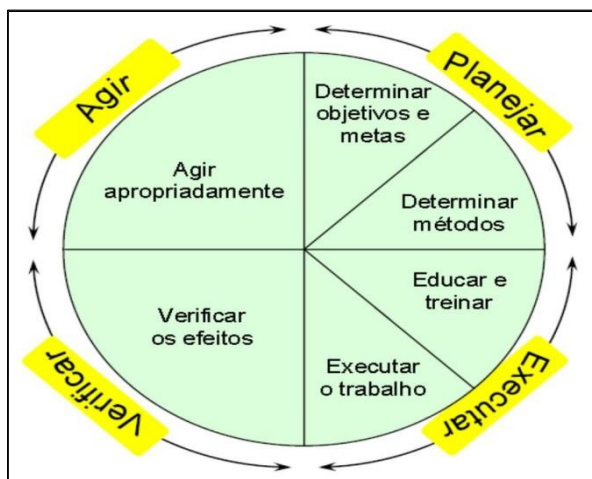 Agir
Planejar
Determinar
objetivos e
metas
Agir
apropriadamente
Determinar
métodos
Educar e
treinar
Verificar
os efeitos
Executar
o trabalho
Verificar
Executar